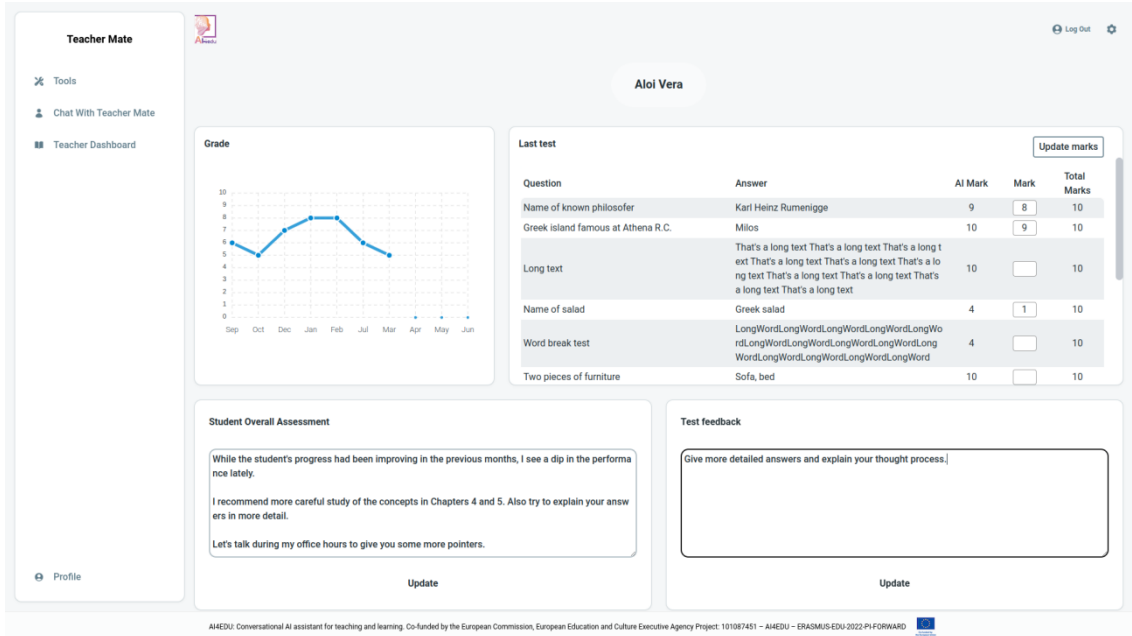 Teacher Mate
Tools
Chat With Teacher Mate
Teacher Dashboard
Profile
AI4EDU
Log Out
Aloi Vera
Grade
10
9
8
7
6
5
4
3
2
1
0
Sep Oct Dec Jan Feb Jul Mar Apr May Jun
Last test
Update marks
Question Answer AI Mark Mark Total Marks
Name of known philosofer Karl Heinz Rumenigge 9 8 10
Greek island famous at Athena R.C. Milos 10 9 10
That's a long text That's a long text That's a long t
ext That's a long text That's a long text That's a lo
Long text 10 10
ng text That's a long text That's a long text That's
a long text That's a long text
Name of salad Greek salad 4 1 10
LongWordLongWordLongWordLongWordLongWo
Word break test rdLongWordLongWordLongWordLongWordLong 4 10
WordLongWordLongWordLongWordLongWord
Two pieces of furniture Sofa, bed 10 10
Student Overall Assessment
While the student's progress had been improving in the previous months, I see a dip in the performa
nce lately.
I recommend more careful study of the concepts in Chapters 4 and 5. Also try to explain your answ
ers in more detail.
Let's talk during my office hours to give you some more pointers.
Update
Test feedback
Give more detailed answers and explain your thought process.
Update
AI4EDU: Conversational AI assistant for teaching and learning. Co-funded by the European Commission, European Education and Culture Executive Agency Project: 101087451 – AI4EDU – ERASMUS-EDU-2022-PI-FORWARD